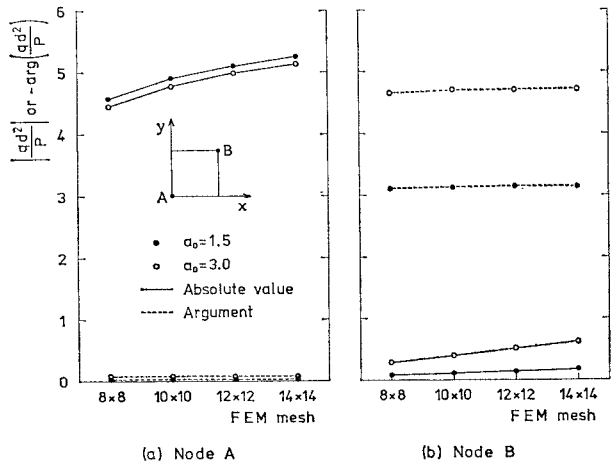 |qd²/P| or -arg(qd²/P)
6
5
4
3
2
1
0
y
B
A
x
a₀=1.5
a₀=3.0
Absolute value
Argument
8×8 10×10 12×12 14×14
FEM mesh
(a) Node A
8×8 10×10 12×12 14×14
FEM mesh
(b) Node B